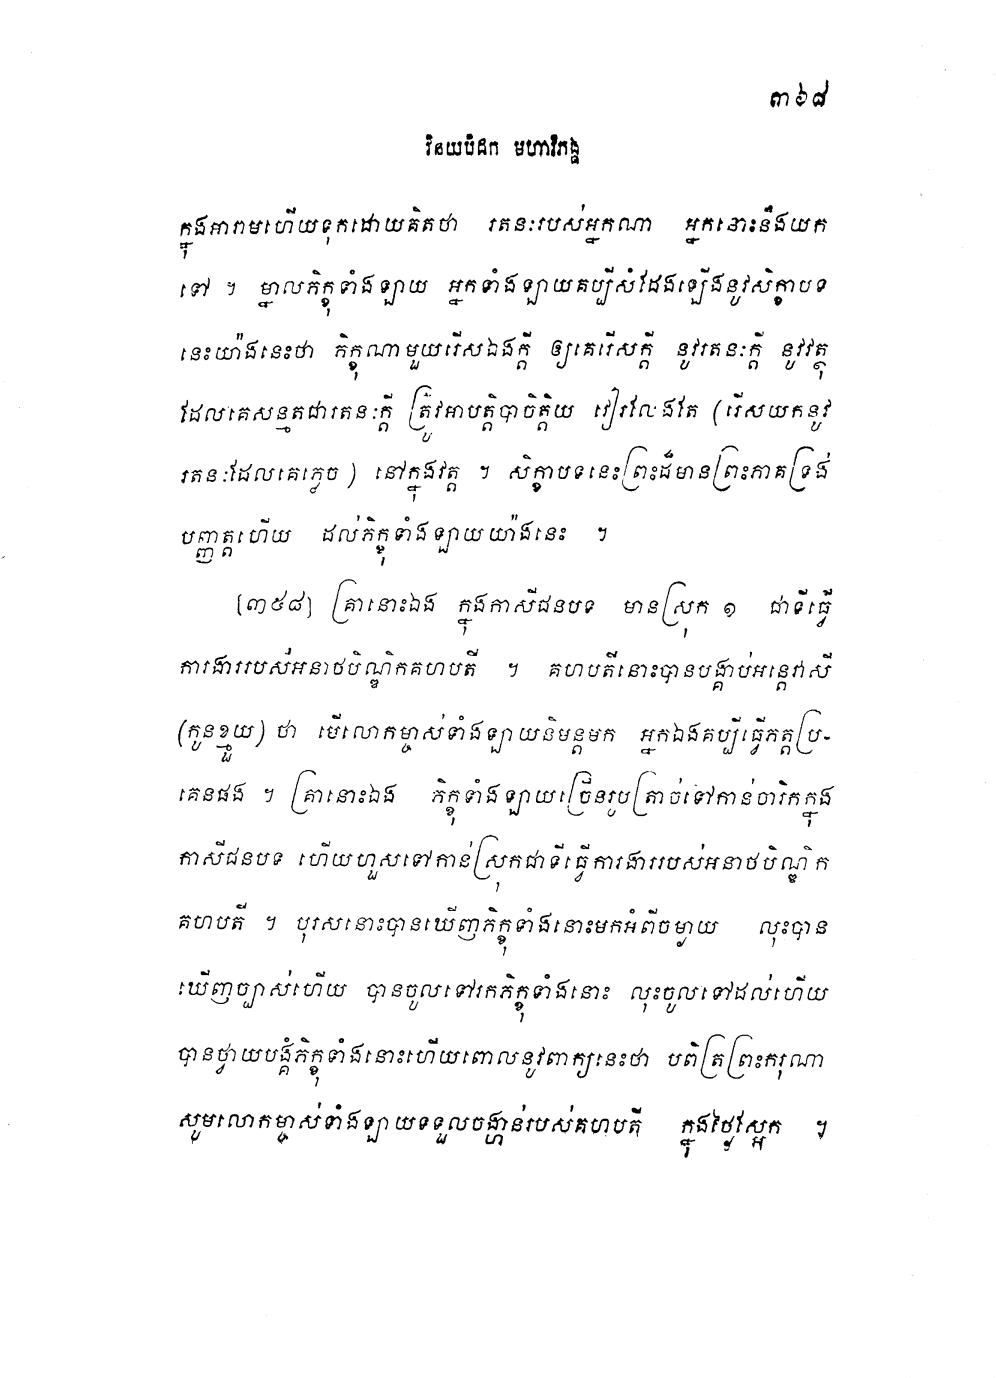 ៣៦៨
វិនយបិដក មហាវិភង្គ
ក្នុងអារាមហើយទុកដោយគិតថា រតនៈរបស់អ្នកណា អ្នកនោះនឹងយក
ទៅ ។ ម្នាលភិក្ខុទាំងឡាយ អ្នកទាំងឡាយគប្បីសំដែងឡើងនូវសិក្ខាបទ
នេះយ៉ាងនេះថា ភិក្ខុណាមួយរើសឯងក្តី ឲ្យគេរើសក្តី នូវរតនៈក្តី នូវវត្ថុ
ដែលគេសន្មតជារតនៈក្តី ត្រូវអាបត្តិបាចិត្តិយ វៀរលែងតែ (រើសយកនូវ
រតនៈដែលគេភ្លេច) នៅក្នុងវត្ត ។ សិក្ខាបទនេះព្រះដ៏មានព្រះភាគទ្រង់
បញ្ញត្តហើយ ដល់ភិក្ខុទាំងឡាយយ៉ាងនេះ ។
[៣៥៨] គ្រានោះឯង ក្នុងកាសីជនបទ មានស្រុក ១ ជាទីធ្វើ
ការងាររបស់អនាថបិណ្ឌិកគហបតី ។ គហបតីនោះបានបង្គាប់អន្តេវាសី
(កូនខ្មួយ) ថា មើលោកម្ចាស់ទាំងឡាយនិមន្តមក អ្នកឯងគប្បីធ្វើភត្តប្រ-
គេនផង ។ គ្រានោះឯង ភិក្ខុទាំងឡាយច្រើនរូបត្រាច់ទៅកាន់ចារិកក្នុង
កាសីជនបទ ហើយហួសទៅកាន់ស្រុកជាទីធ្វើការងាររបស់អនាថបិណ្ឌិក
គហបតី ។ បុរសនោះបានឃើញភិក្ខុទាំងនោះមកអំពីចម្ងាយ លុះបាន
ឃើញច្បាស់ហើយ បានចូលទៅរកភិក្ខុទាំងនោះ លុះចូលទៅដល់ហើយ
បានថ្វាយបង្គំភិក្ខុទាំងនោះហើយពោលនូវពាក្យនេះថា បពិត្រព្រះករុណា
សូមលោកម្ចាស់ទាំងឡាយទទួលចង្ហាន់របស់គហបតី ក្នុងថ្ងៃស្អែក ។